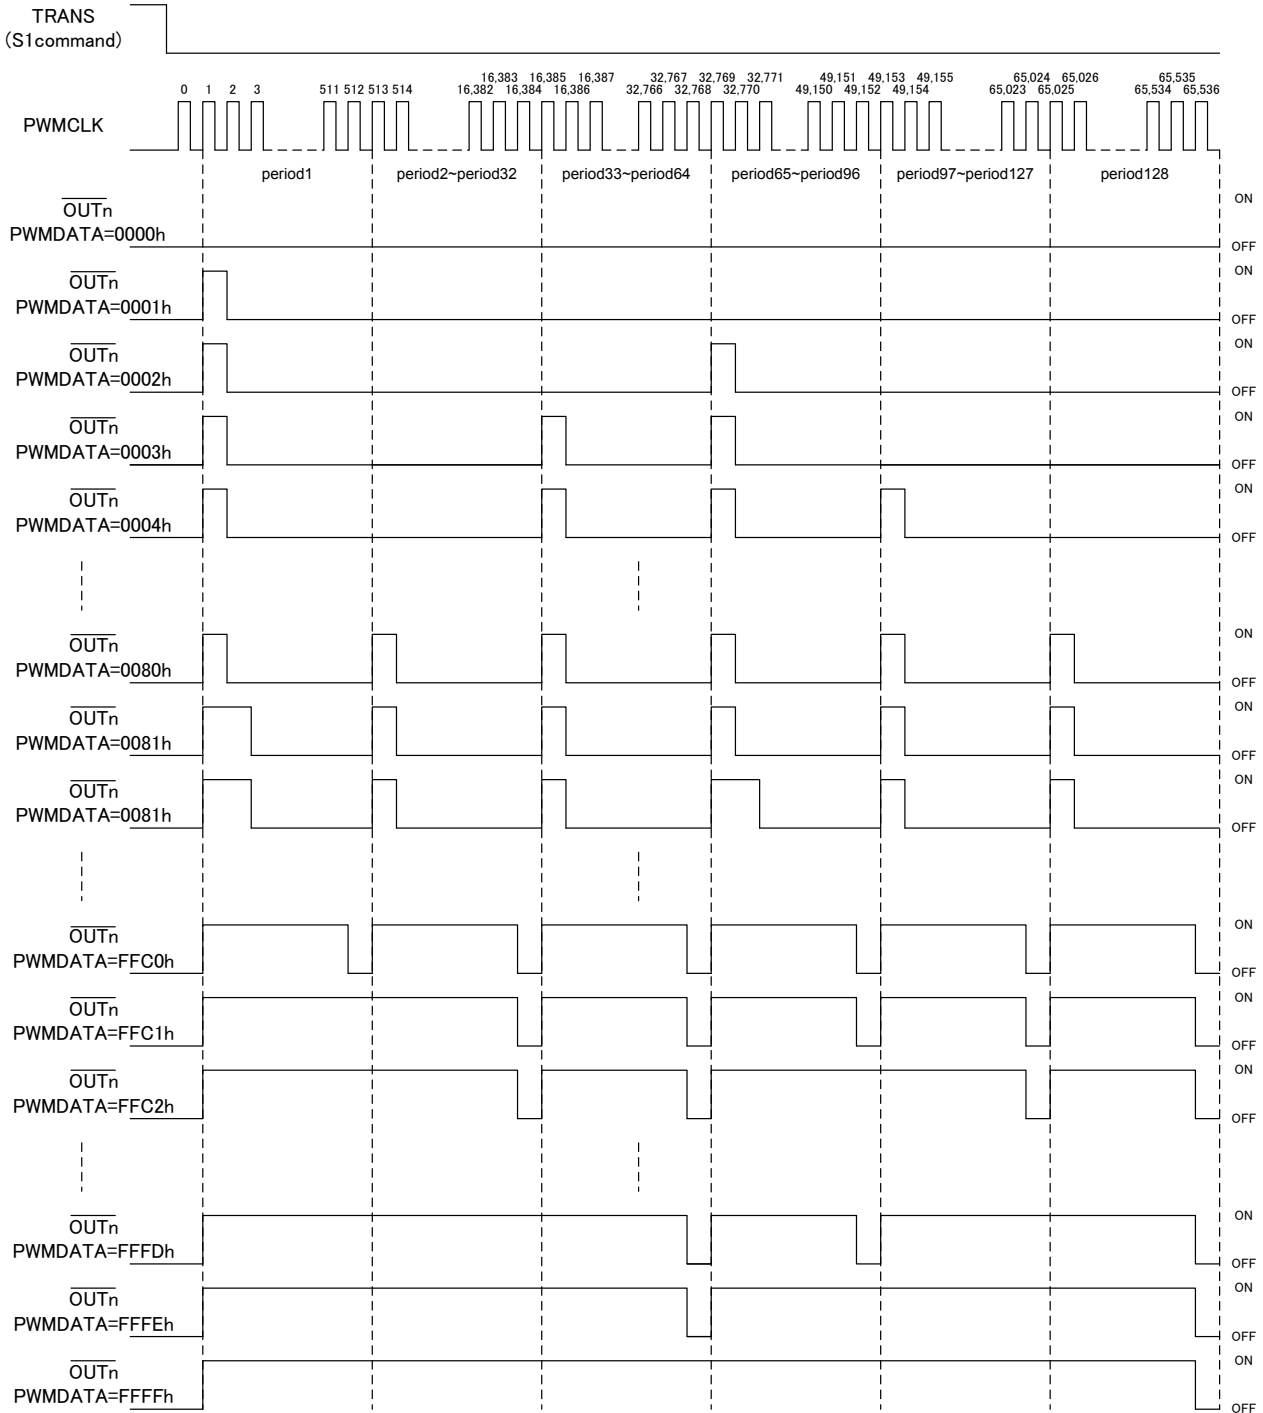 TRANS
(S1command)
16,383 16,385 16,387 32,767 32,769 32,771 49,151 49,153 49,155 65,024 65,026 65,535
0 1 2 3 511 512 513 514 16,382 16,384 16,386 32,766 32,768 32,770 49,150 49,152 49,154 65,023 65,025 65,534 65,536
PWMCLK
period1 period2~period32 period33~period64 period65~period96 period97~period127 period128
OUTn ON
PWMDATA=0000h OFF
OUTn ON
PWMDATA=0001h OFF
OUTn ON
PWMDATA=0002h OFF
OUTn ON
PWMDATA=0003h OFF
OUTn ON
PWMDATA=0004h OFF
OUTn ON
PWMDATA=0080h OFF
OUTn ON
PWMDATA=0081h OFF
OUTn ON
PWMDATA=0081h OFF
OUTn ON
PWMDATA=FFC0h OFF
OUTn ON
PWMDATA=FFC1h OFF
OUTn ON
PWMDATA=FFC2h OFF
OUTn ON
PWMDATA=FFFDh OFF
OUTn ON
PWMDATA=FFFEh OFF
OUTn ON
PWMDATA=FFFFh OFF